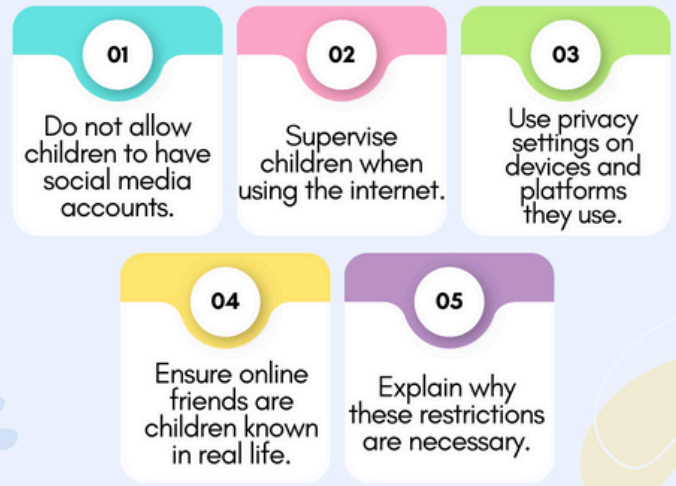 01
Do not allow
children to have
social media
accounts.
02
Supervise
children when
using the internet.
03
Use privacy
settings on
devices and
platforms
they use.
04
Ensure online
friends are
children known
in real life.
05
Explain why
these restrictions
are necessary.